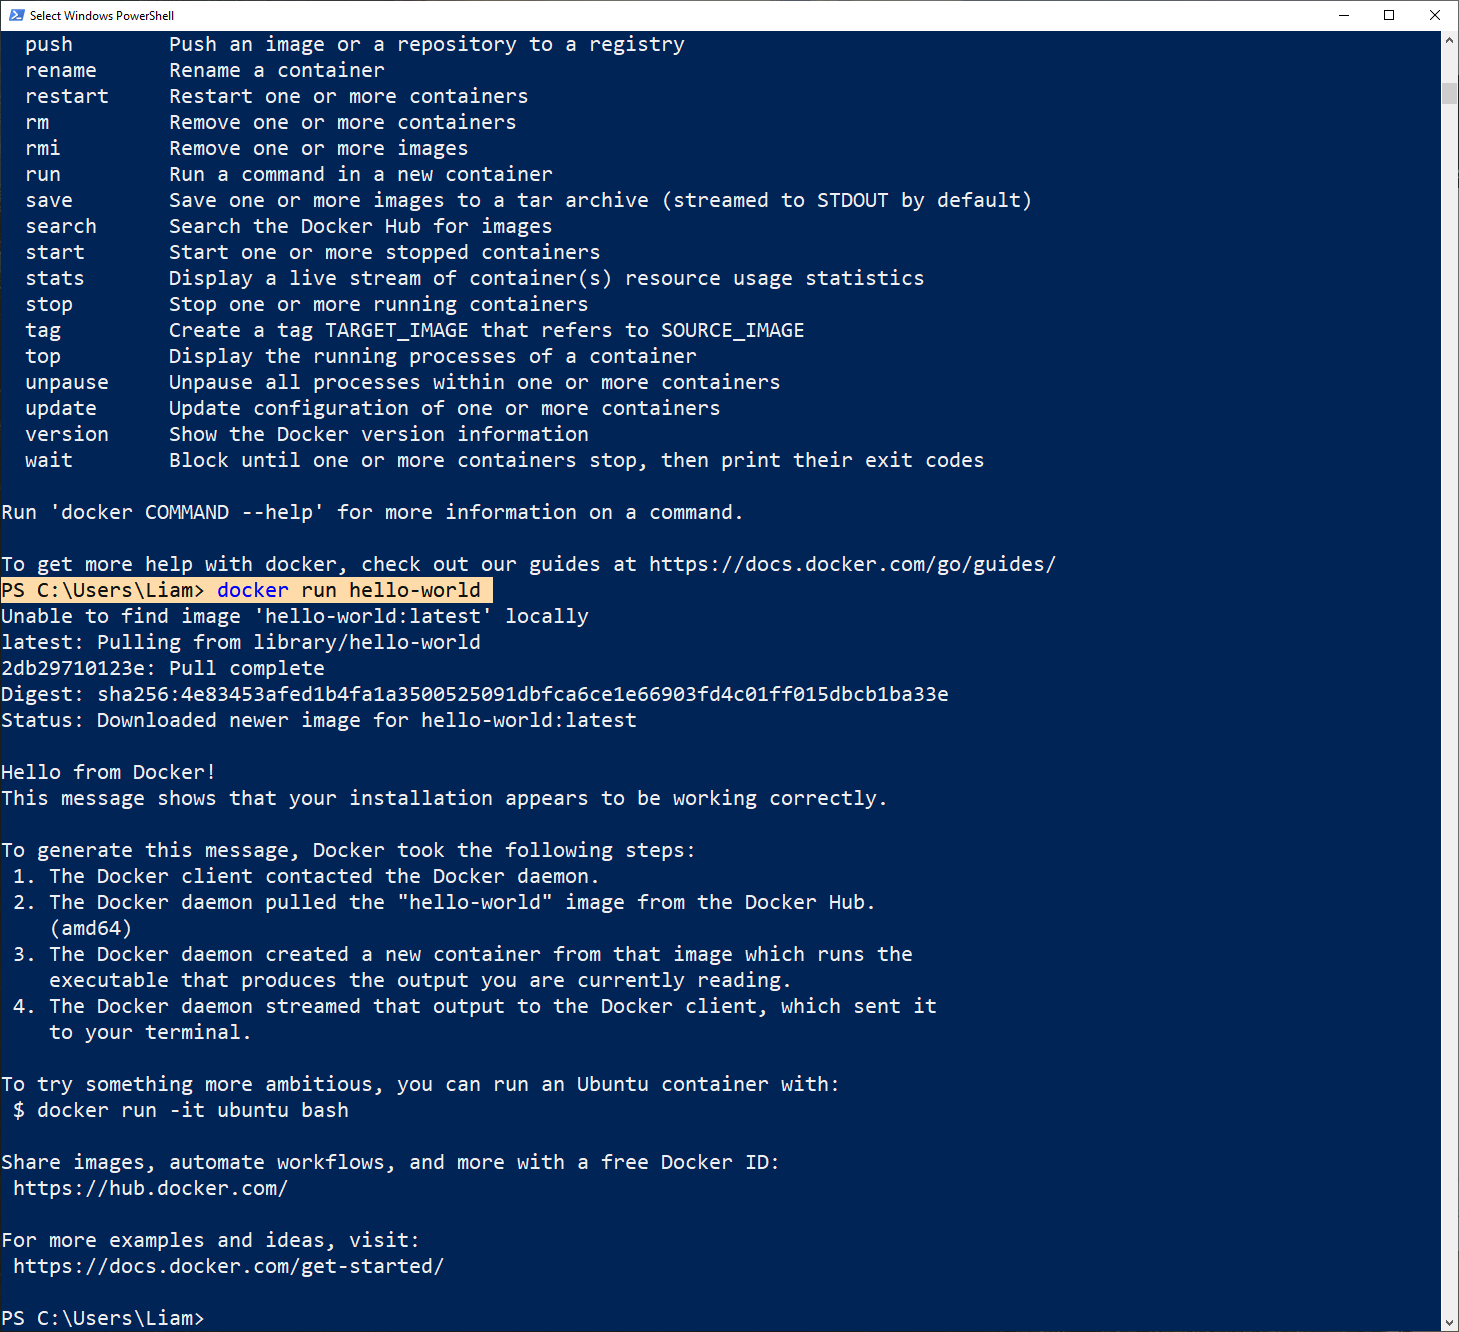 Select Windows PowerShell
push        Push an image or a repository to a registry
rename      Rename a container
restart     Restart one or more containers
rm          Remove one or more containers
rmi         Remove one or more images
run         Run a command in a new container
save        Save one or more images to a tar archive (streamed to STDOUT by default)
search      Search the Docker Hub for images
start       Start one or more stopped containers
stats       Display a live stream of container(s) resource usage statistics
stop        Stop one or more running containers
tag         Create a tag TARGET_IMAGE that refers to SOURCE_IMAGE
top         Display the running processes of a container
unpause     Unpause all processes within one or more containers
update      Update configuration of one or more containers
version     Show the Docker version information
wait        Block until one or more containers stop, then print their exit codes
Run 'docker COMMAND --help' for more information on a command.
To get more help with docker, check out our guides at https://docs.docker.com/go/guides/
PS C:\Users\Liam> docker run hello-world
Unable to find image 'hello-world:latest' locally
latest: Pulling from library/hello-world
2db29710123e: Pull complete
Digest: sha256:4e83453afed1b4fa1a3500525091dbfca6ce1e66903fd4c01ff015dbcb1ba33e
Status: Downloaded newer image for hello-world:latest
Hello from Docker!
This message shows that your installation appears to be working correctly.
To generate this message, Docker took the following steps:
 1. The Docker client contacted the Docker daemon.
 2. The Docker daemon pulled the "hello-world" image from the Docker Hub.
    (amd64)
 3. The Docker daemon created a new container from that image which runs the
    executable that produces the output you are currently reading.
 4. The Docker daemon streamed that output to the Docker client, which sent it
    to your terminal.
To try something more ambitious, you can run an Ubuntu container with:
 $ docker run -it ubuntu bash
Share images, automate workflows, and more with a free Docker ID:
 https://hub.docker.com/
For more examples and ideas, visit:
 https://docs.docker.com/get-started/
PS C:\Users\Liam>